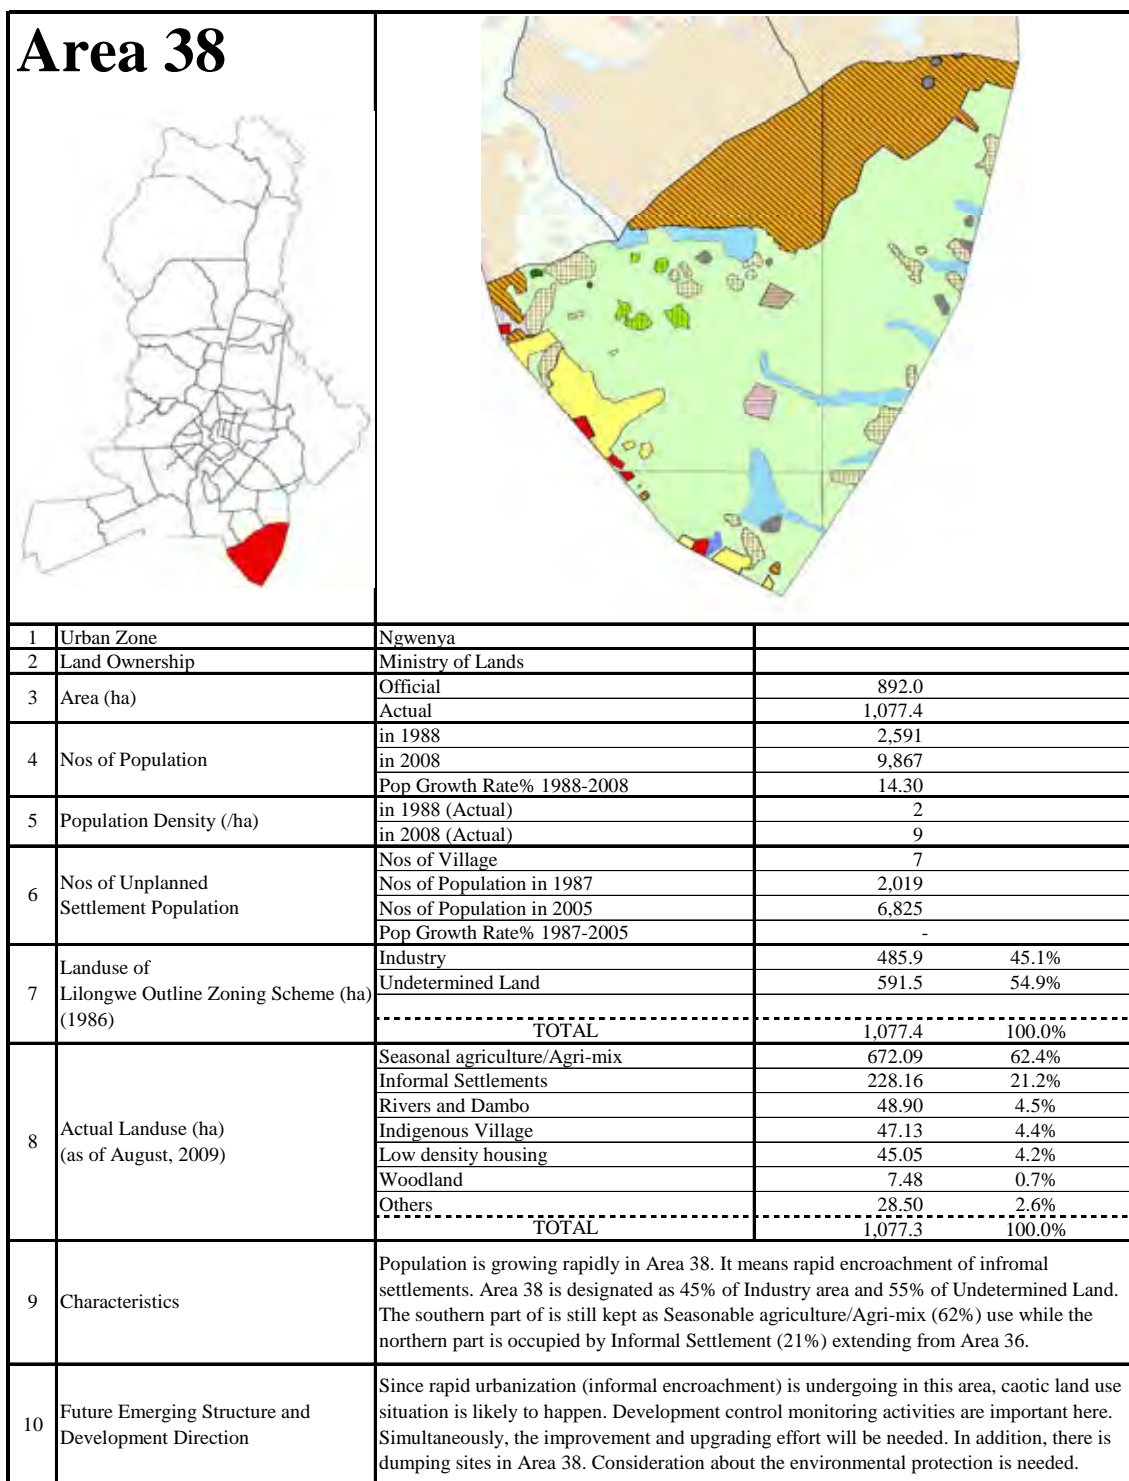 Area 38
1 Urban Zone Ngwenya
2 Land Ownership Ministry of Lands
3 Area (ha) Official 892.0
Actual 1,077.4
4 Nos of Population in 1988 2,591
in 2008 9,867
Pop Growth Rate% 1988-2008 14.30
5 Population Density (/ha) in 1988 (Actual) 2
in 2008 (Actual) 9
6 Nos of Unplanned Settlement Population Nos of Village 7
Nos of Population in 1987 2,019
Nos of Population in 2005 6,825
Pop Growth Rate% 1987-2005 -
7 Landuse of Lilongwe Outline Zoning Scheme (ha) (1986) Industry 485.9 45.1%
Undetermined Land 591.5 54.9%
TOTAL 1,077.4 100.0%
8 Actual Landuse (ha) (as of August, 2009) Seasonal agriculture/Agri-mix 672.09 62.4%
Informal Settlements 228.16 21.2%
Rivers and Dambo 48.90 4.5%
Indigenous Village 47.13 4.4%
Low density housing 45.05 4.2%
Woodland 7.48 0.7%
Others 28.50 2.6%
TOTAL 1,077.3 100.0%
9 Characteristics
Population is growing rapidly in Area 38. It means rapid encroachment of infromal
settlements. Area 38 is designated as 45% of Industry area and 55% of Undetermined Land.
The southern part of is still kept as Seasonable agriculture/Agri-mix (62%) use while the
northern part is occupied by Informal Settlement (21%) extending from Area 36.
10 Future Emerging Structure and Development Direction
Since rapid urbanization (informal encroachment) is undergoing in this area, caotic land use
situation is likely to happen. Development control monitoring activities are important here.
Simultaneously, the improvement and upgrading effort will be needed. In addition, there is
dumping sites in Area 38. Consideration about the environmental protection is needed.